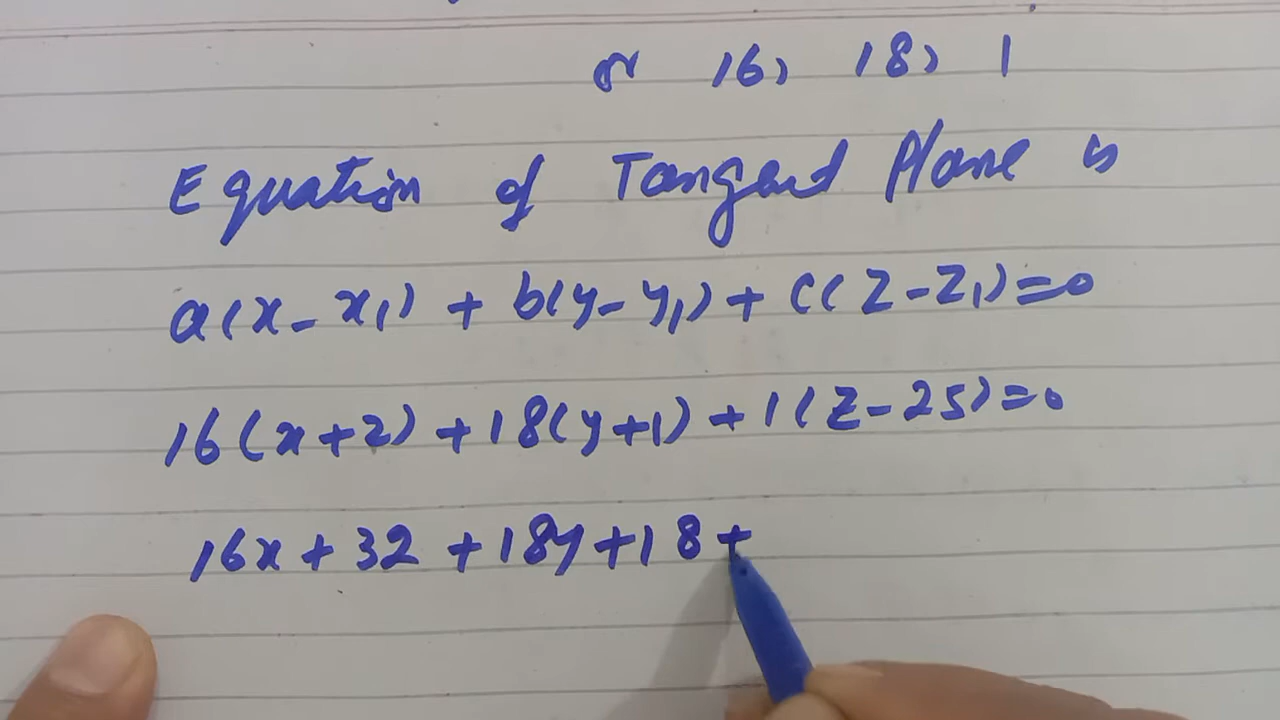 or 16, 18, 1
Equation of Tangent Plane is
a(x-x₁) + b(y-y₁) + c(z-z₁)=0
16(x+2) +18(y+1) +1(z-25)=0
16x+32 +18y+18+